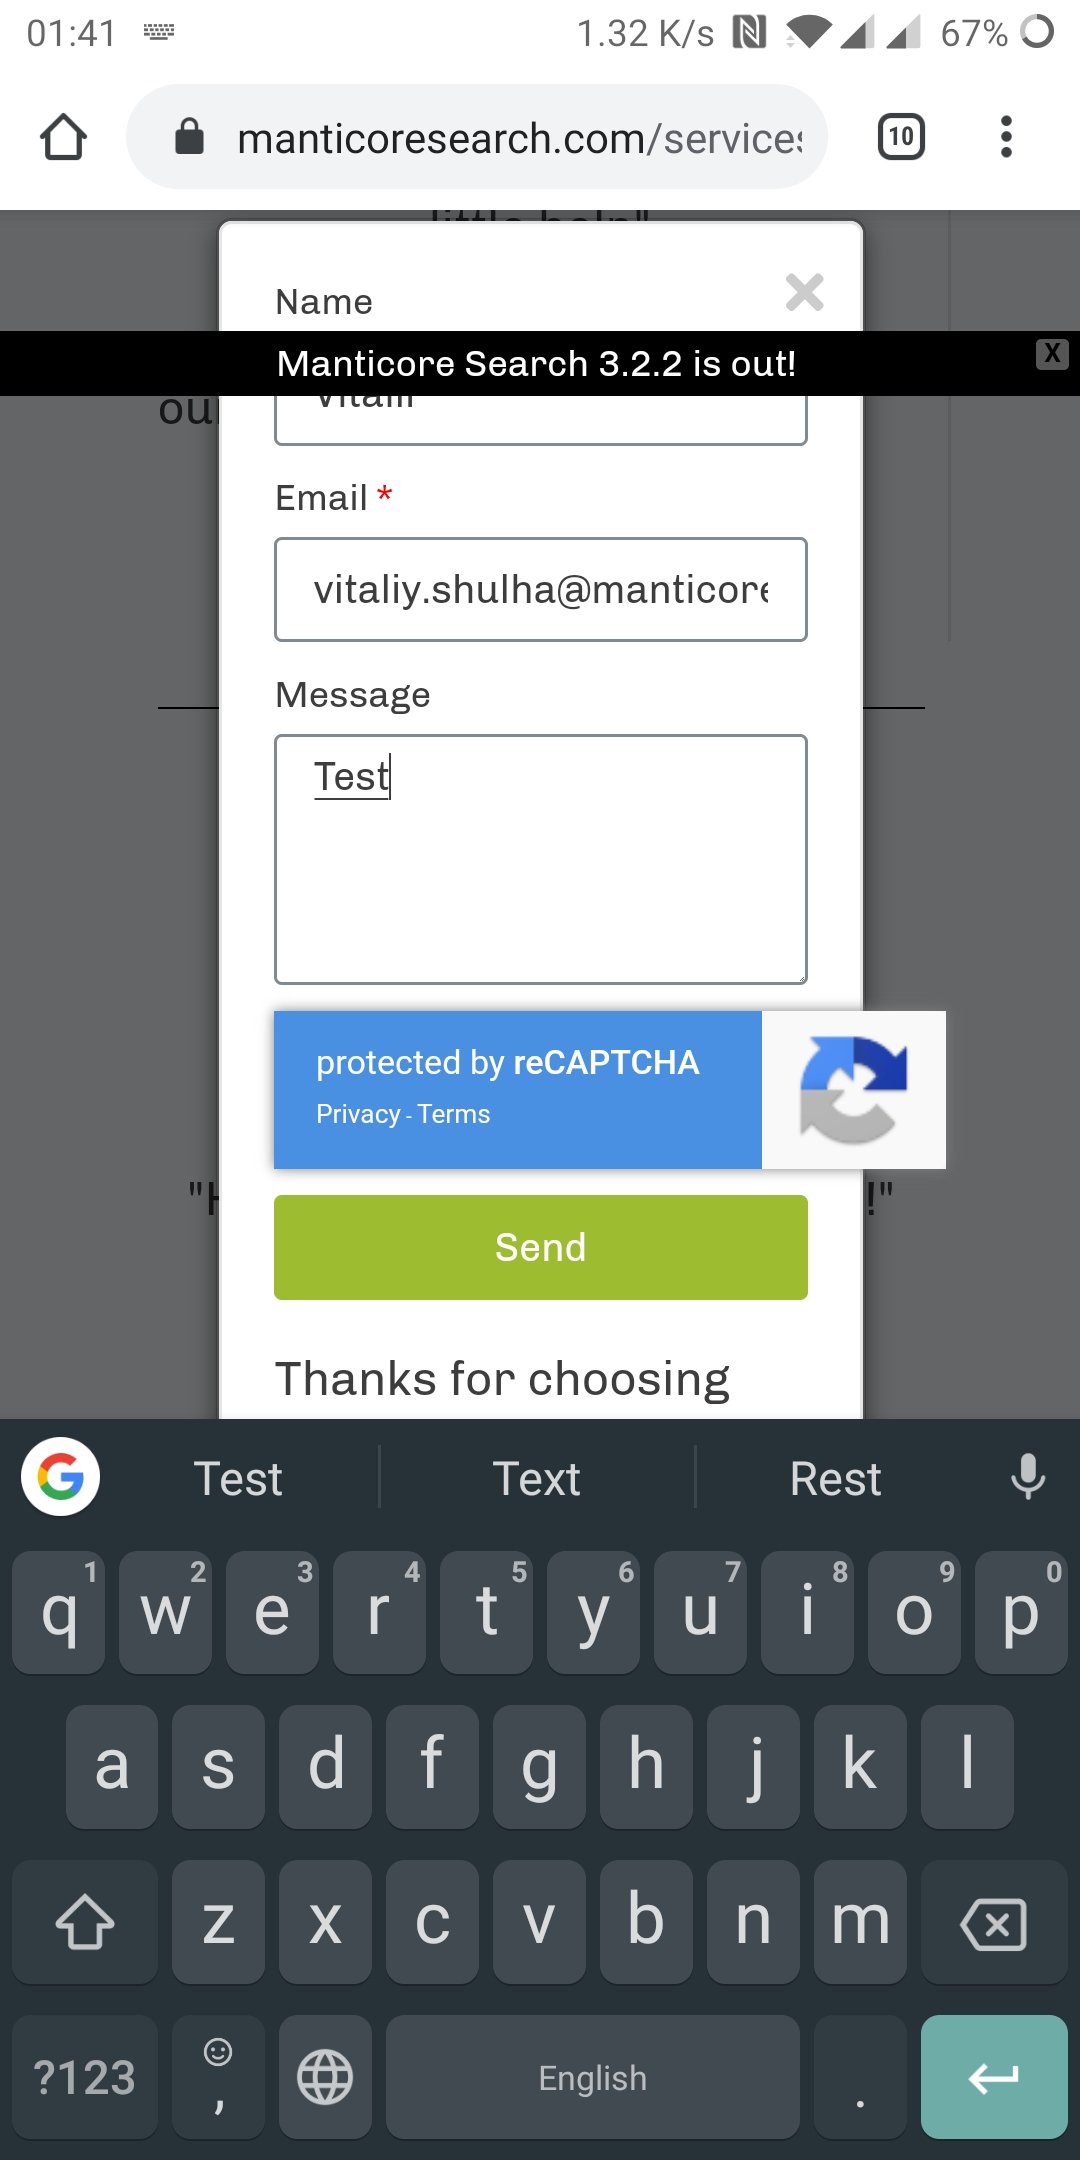 01:41 1.32 K/s 67%
manticoresearch.com/services 10
Name
Manticore Search 3.2.2 is out! X
Email *
vitaliy.shulha@manticore
Message
Test
protected by reCAPTCHA
Privacy - Terms
!"
Send
Thanks for choosing
Test Text Rest
1 2 3 4 5 6 7 8 9 0
q w e r t y u i o p
a s d f g h j k l
z x c v b n m
?123 , English .